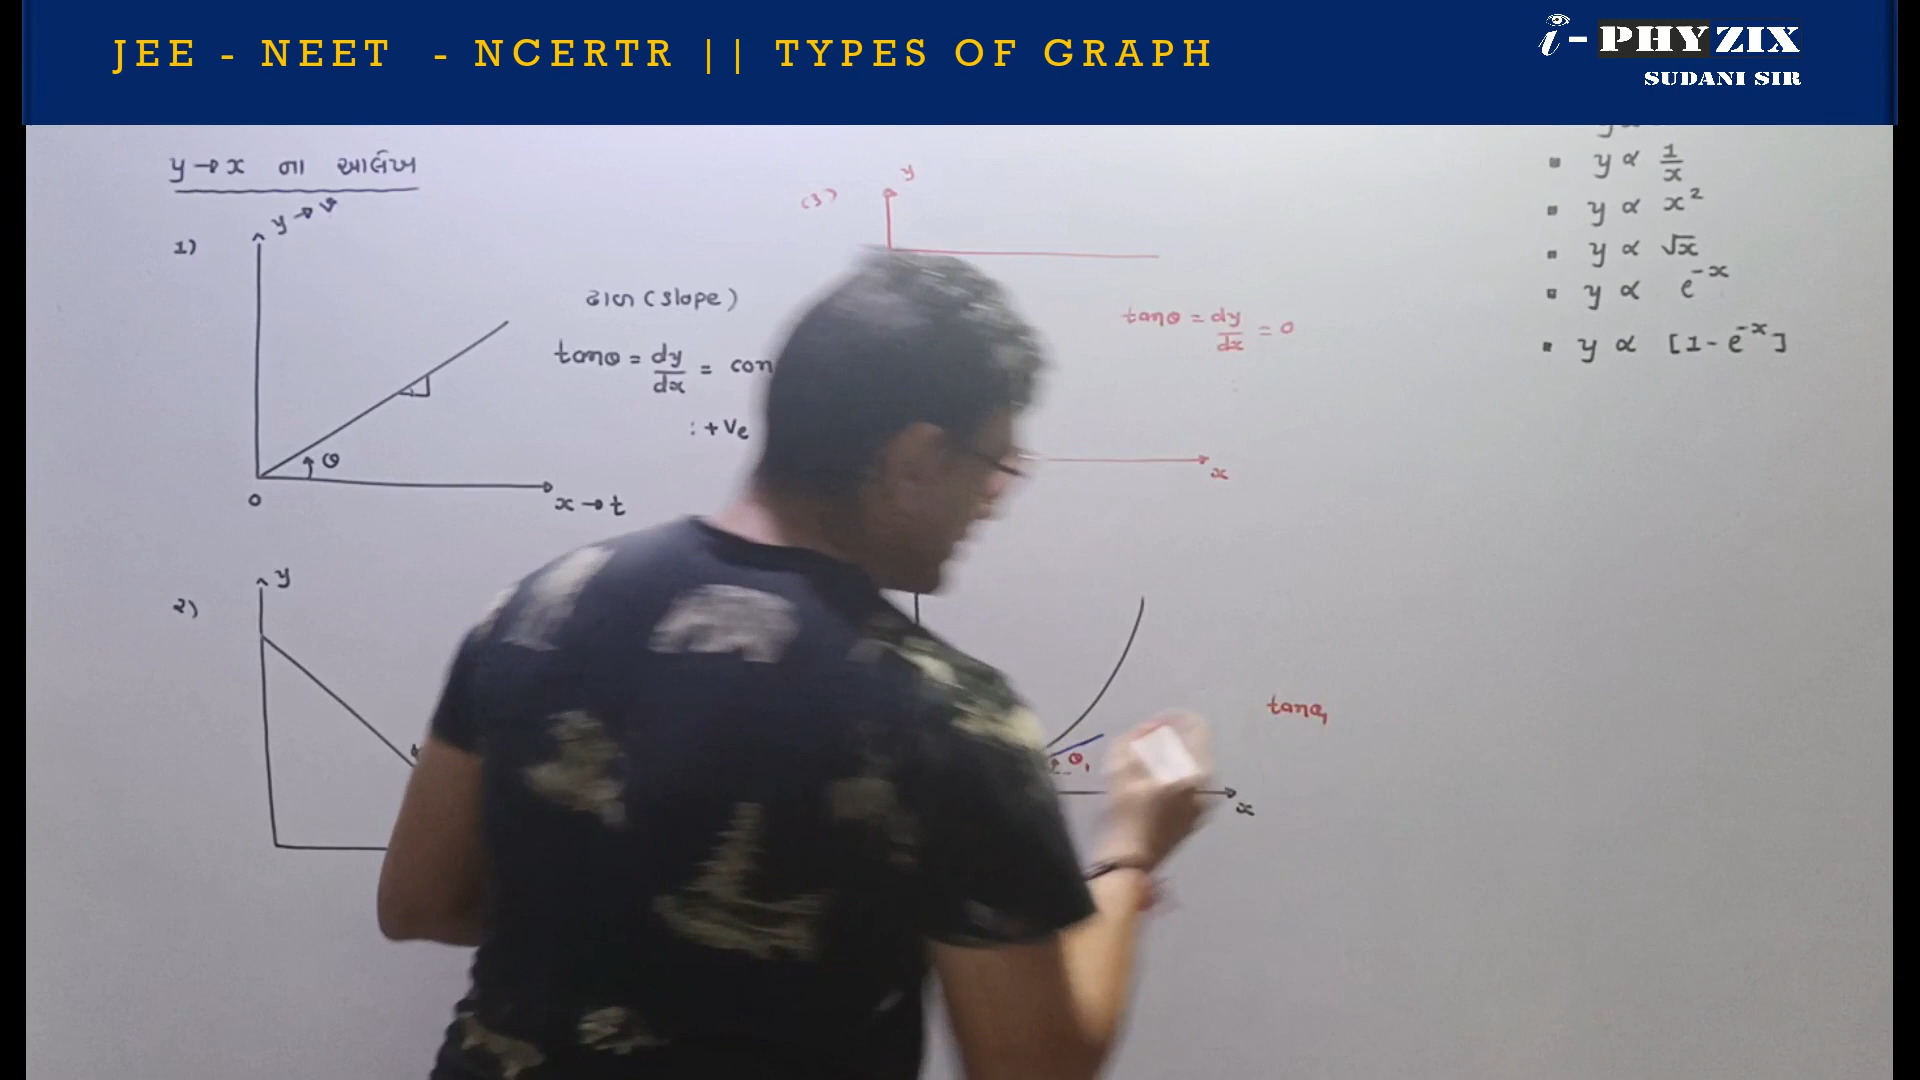 JEE - NEET - NCERTR || TYPES OF GRAPH
i-PHYZIX
SUDANI SIR
y→x ના આલેખ
1)
y→v
ઢાળ (slope)
tanθ = dy/dx = con
: +ve
θ
0
x→t
2)
y
(3)
y
tanθ = dy/dx = 0
x
tanθ₁
θ₁
x
▪ y ∝ 1/x
▪ y ∝ x²
▪ y ∝ √x
▪ y ∝ e⁻ˣ
▪ y ∝ [1-e⁻ˣ]